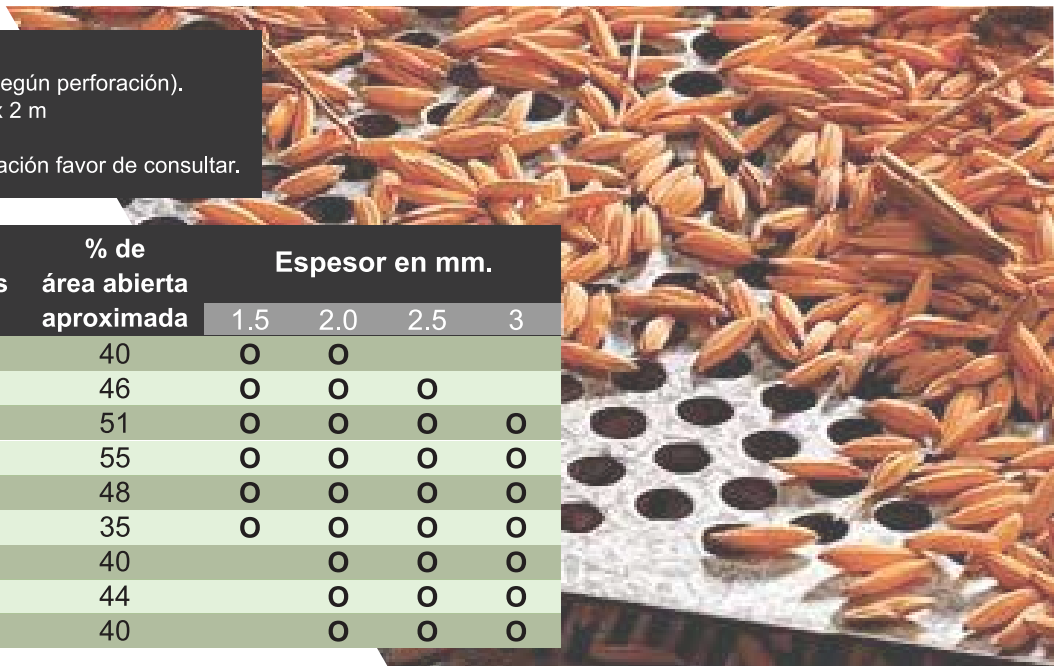 egún perforación).
x 2 m
ación favor de consultar.
% de
Espesor en mm.
s área abierta
aproximada 1.5 2.0 2.5 3
40 O O
46 O O O
51 O O O O
55 O O O O
48 O O O O
35 O O O O
40 O O O
44 O O O
40 O O O